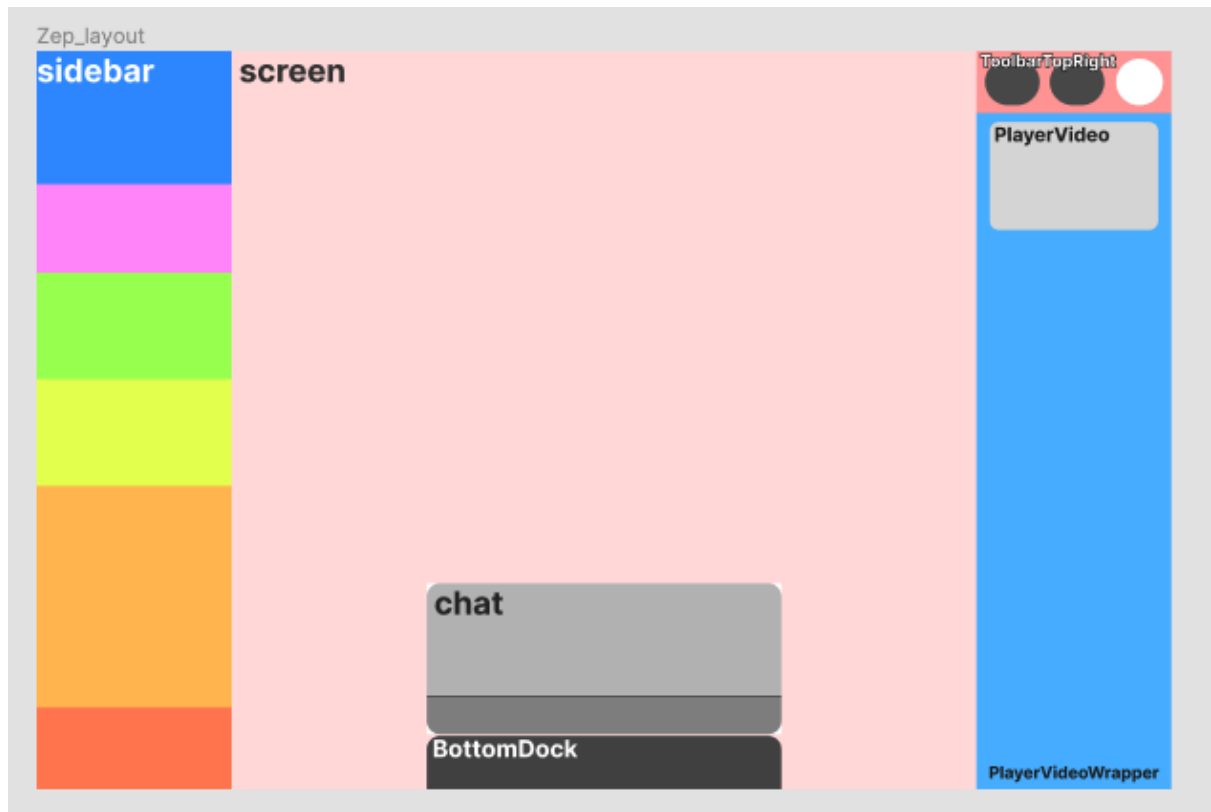 Zep_layout
sidebar
screen
ToolbarTopRight
PlayerVideo
chat
BottomDock
PlayerVideoWrapper